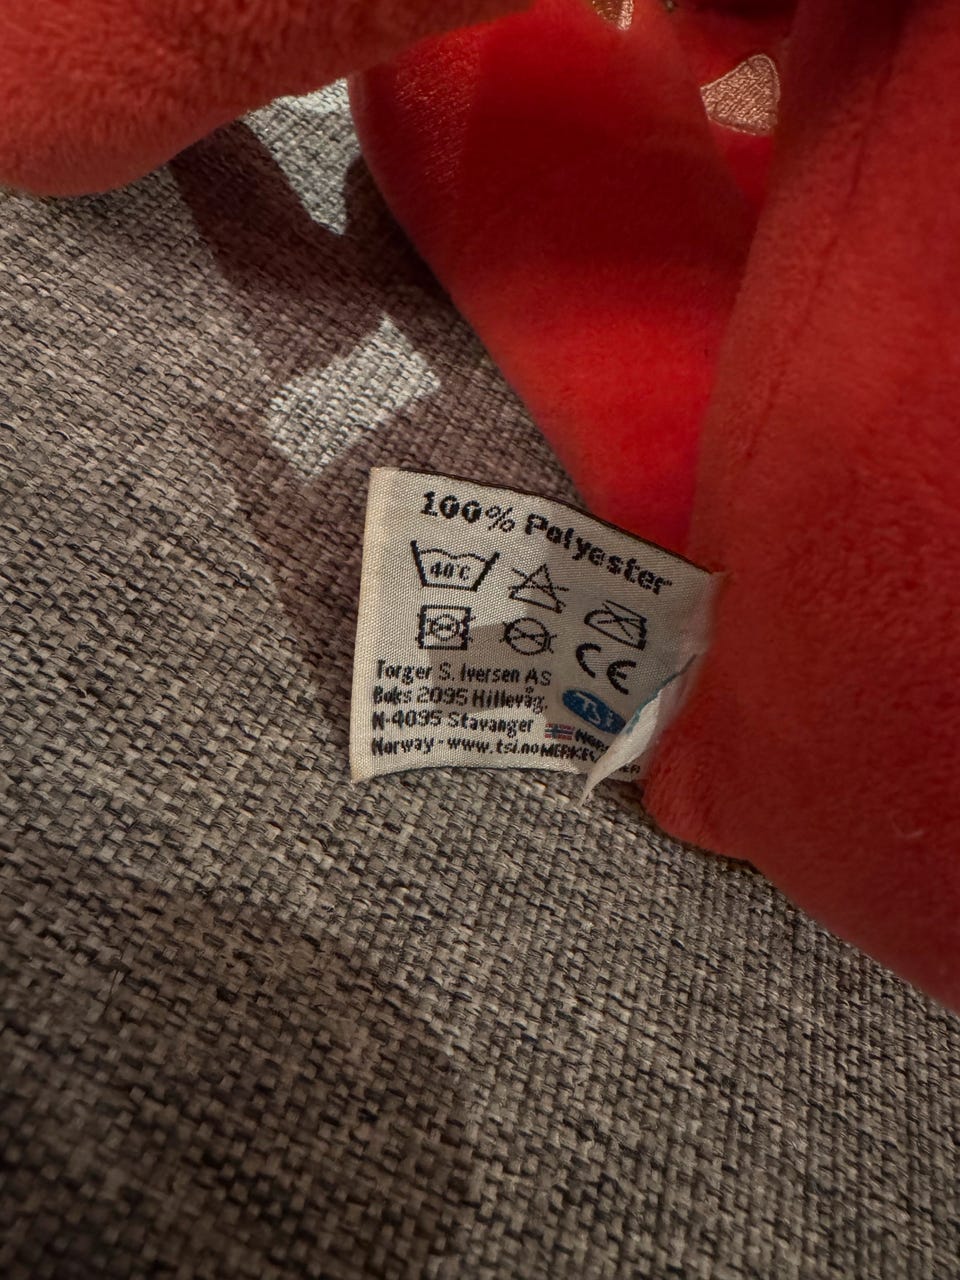 100% Polyester
40°C
CE
Torger S. Iversen AS
Boks 2095 Hillevåg,
N-4095 Stavanger
Norway - www.tsi.no
TSI